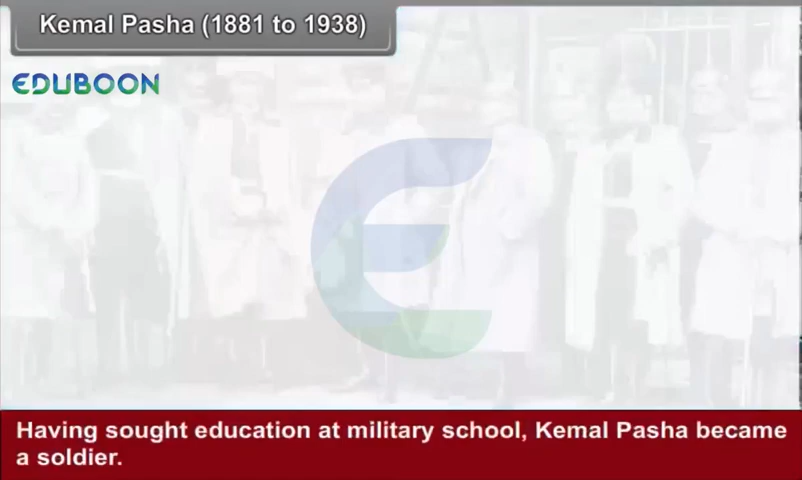 Kemal Pasha (1881 to 1938)
EDUBOON
Having sought education at military school, Kemal Pasha became
a soldier.